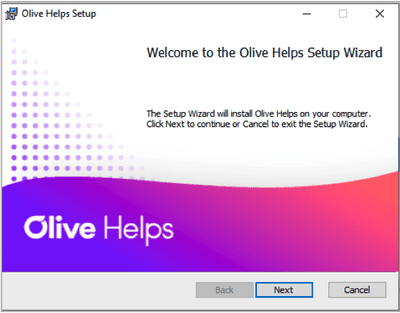 Olive Helps Setup
Welcome to the Olive Helps Setup Wizard
The Setup Wizard will install Olive Helps on your computer.
Click Next to continue or Cancel to exit the Setup Wizard.
Olive Helps
Back Next Cancel